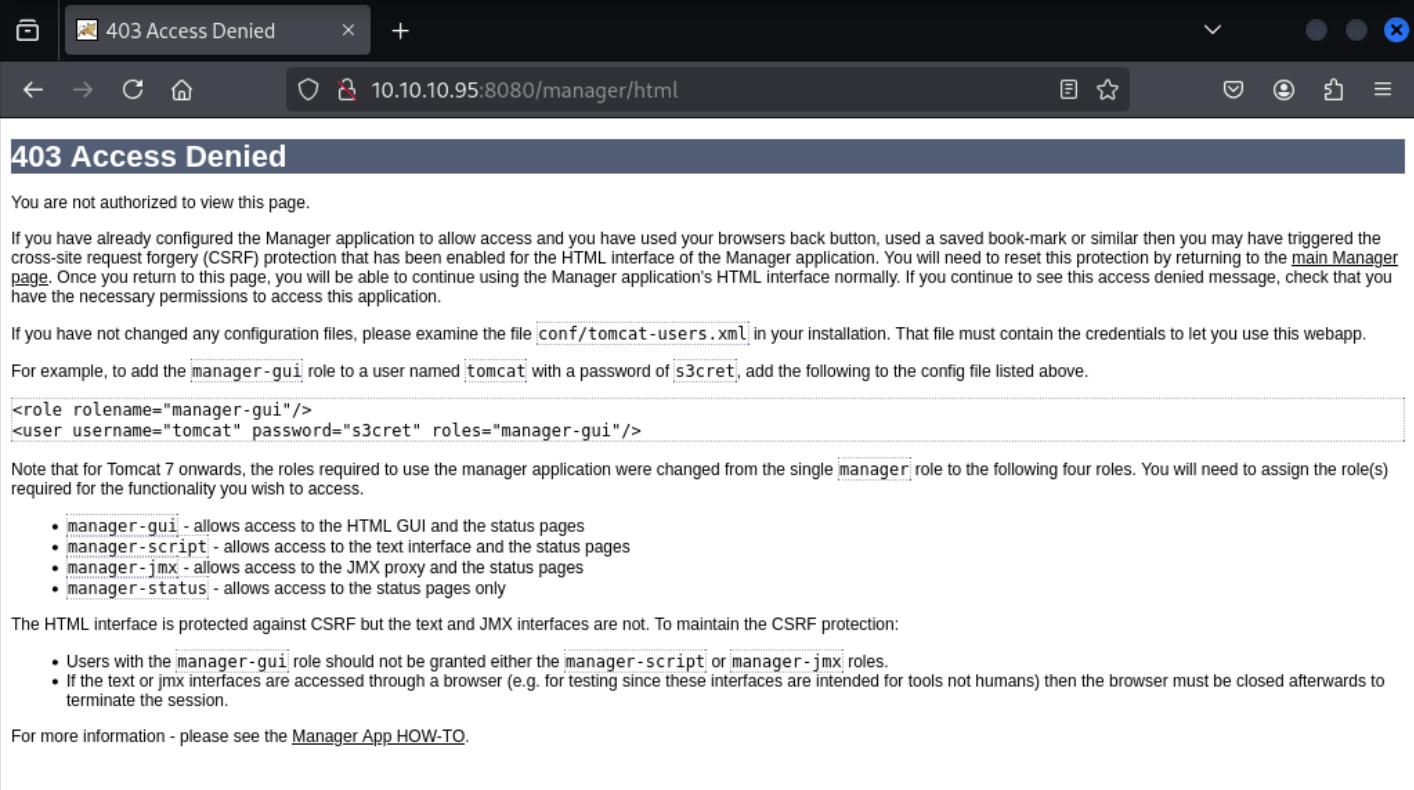 403 Access Denied
10.10.10.95:8080/manager/html
403 Access Denied
You are not authorized to view this page.
If you have already configured the Manager application to allow access and you have used your browsers back button, used a saved book-mark or similar then you may have triggered the
cross-site request forgery (CSRF) protection that has been enabled for the HTML interface of the Manager application. You will need to reset this protection by returning to the main Manager
page. Once you return to this page, you will be able to continue using the Manager application's HTML interface normally. If you continue to see this access denied message, check that you
have the necessary permissions to access this application.
If you have not changed any configuration files, please examine the file conf/tomcat-users.xml in your installation. That file must contain the credentials to let you use this webapp.
For example, to add the manager-gui role to a user named tomcat with a password of s3cret, add the following to the config file listed above.
<role rolename="manager-gui"/>
<user username="tomcat" password="s3cret" roles="manager-gui"/>
Note that for Tomcat 7 onwards, the roles required to use the manager application were changed from the single manager role to the following four roles. You will need to assign the role(s)
required for the functionality you wish to access.
• manager-gui - allows access to the HTML GUI and the status pages
• manager-script - allows access to the text interface and the status pages
• manager-jmx - allows access to the JMX proxy and the status pages
• manager-status - allows access to the status pages only
The HTML interface is protected against CSRF but the text and JMX interfaces are not. To maintain the CSRF protection:
• Users with the manager-gui role should not be granted either the manager-script or manager-jmx roles.
• If the text or jmx interfaces are accessed through a browser (e.g. for testing since these interfaces are intended for tools not humans) then the browser must be closed afterwards to
terminate the session.
For more information - please see the Manager App HOW-TO.